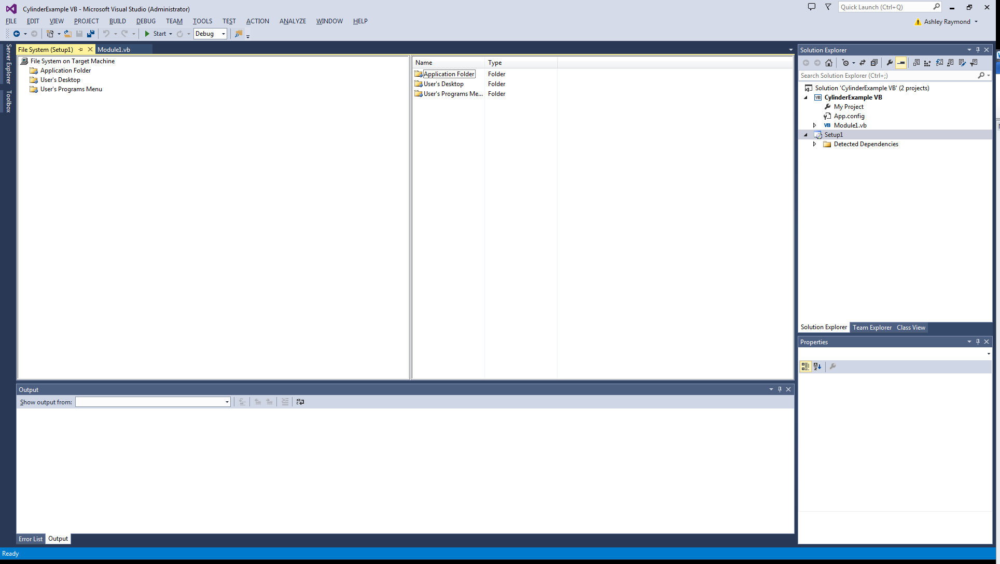 CylinderExample VB - Microsoft Visual Studio (Administrator)
Quick Launch (Ctrl+Q)
FILE EDIT VIEW PROJECT BUILD DEBUG TEAM TOOLS TEST ACTION ANALYZE WINDOW HELP
Ashley Raymond
Start Debug
Server Explorer
Toolbox
File System (Setup1) Module1.vb
File System on Target Machine
Application Folder
User's Desktop
User's Programs Menu
Name Type
Application Folder Folder
User's Desktop Folder
User's Programs Me... Folder
Solution Explorer
Search Solution Explorer (Ctrl+;)
Solution 'CylinderExample VB' (2 projects)
VB CylinderExample VB
My Project
App.config
VB Module1.vb
Setup1
Detected Dependencies
Solution Explorer Team Explorer Class View
Properties
Output
Show output from:
Error List Output
Ready